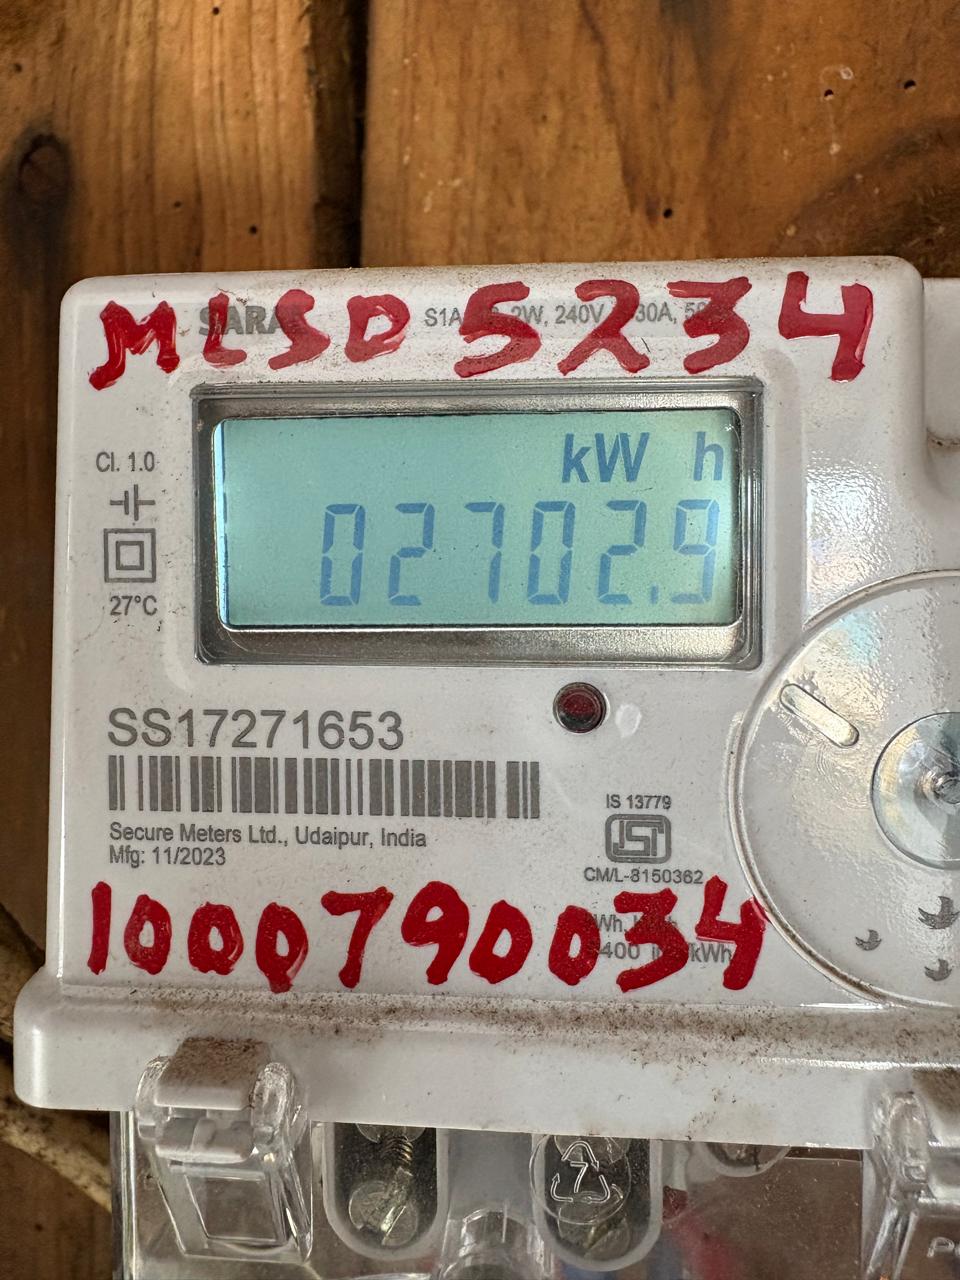 MLSD 5234
Cl. 1.0
27°C
kW h
02702.9
SS17271653
Secure Meters Ltd., Udaipur, India
Mfg: 11/2023
IS 13779
CM/L-8150362
1000790034
7